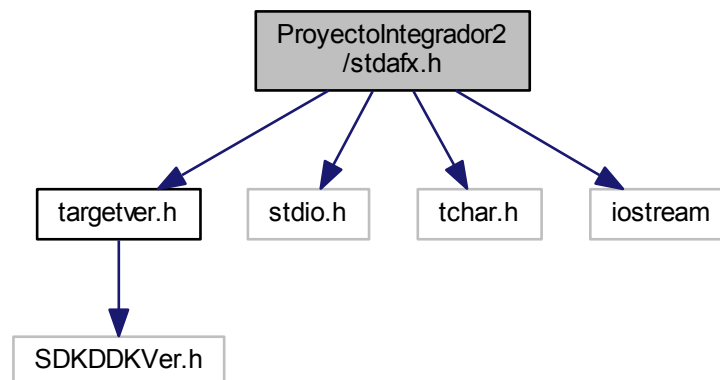 ProyectoIntegrador2
/stdafx.h
targetver.h
stdio.h
tchar.h
iostream
SDKDDKVer.h